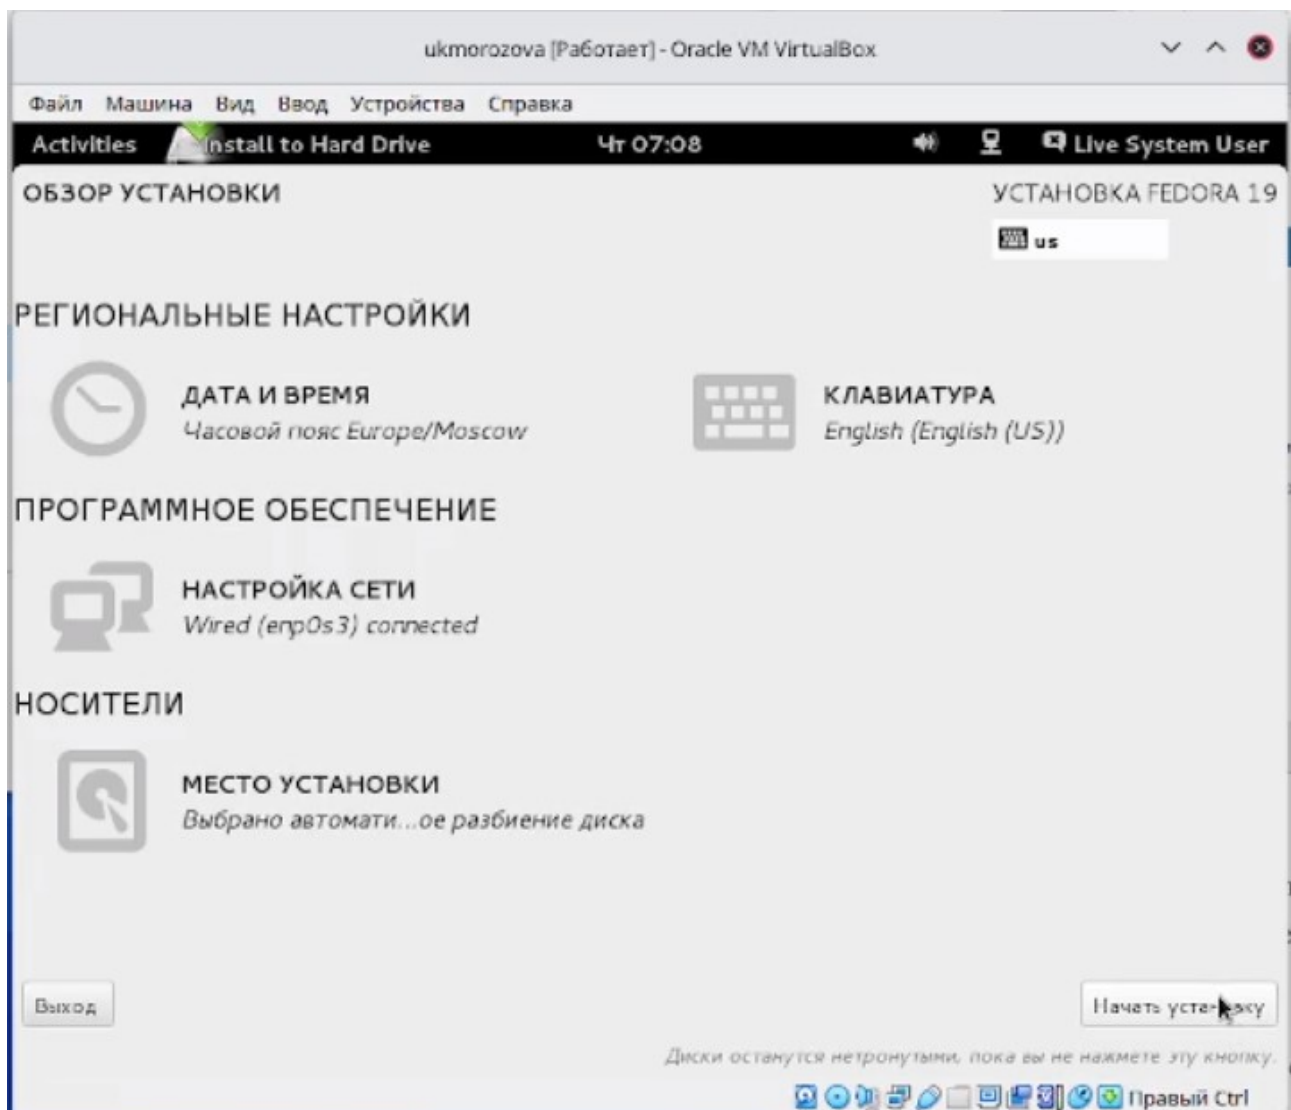 ukmorozova [Работает] - Oracle VM VirtualBox
Файл Машина Вид Ввод Устройства Справка
Activities Install to Hard Drive Чт 07:08 Live System User
ОБЗОР УСТАНОВКИ УСТАНОВКА FEDORA 19
us
РЕГИОНАЛЬНЫЕ НАСТРОЙКИ
ДАТА И ВРЕМЯ
Часовой пояс Europe/Moscow
КЛАВИАТУРА
English (English (US))
ПРОГРАММНОЕ ОБЕСПЕЧЕНИЕ
НАСТРОЙКА СЕТИ
Wired (enp0s3) connected
НОСИТЕЛИ
МЕСТО УСТАНОВКИ
Выбрано автомати...ое разбиение диска
Выход Начать установку
Диски останутся нетронутыми, пока вы не нажмете эту кнопку.
Правый Ctrl